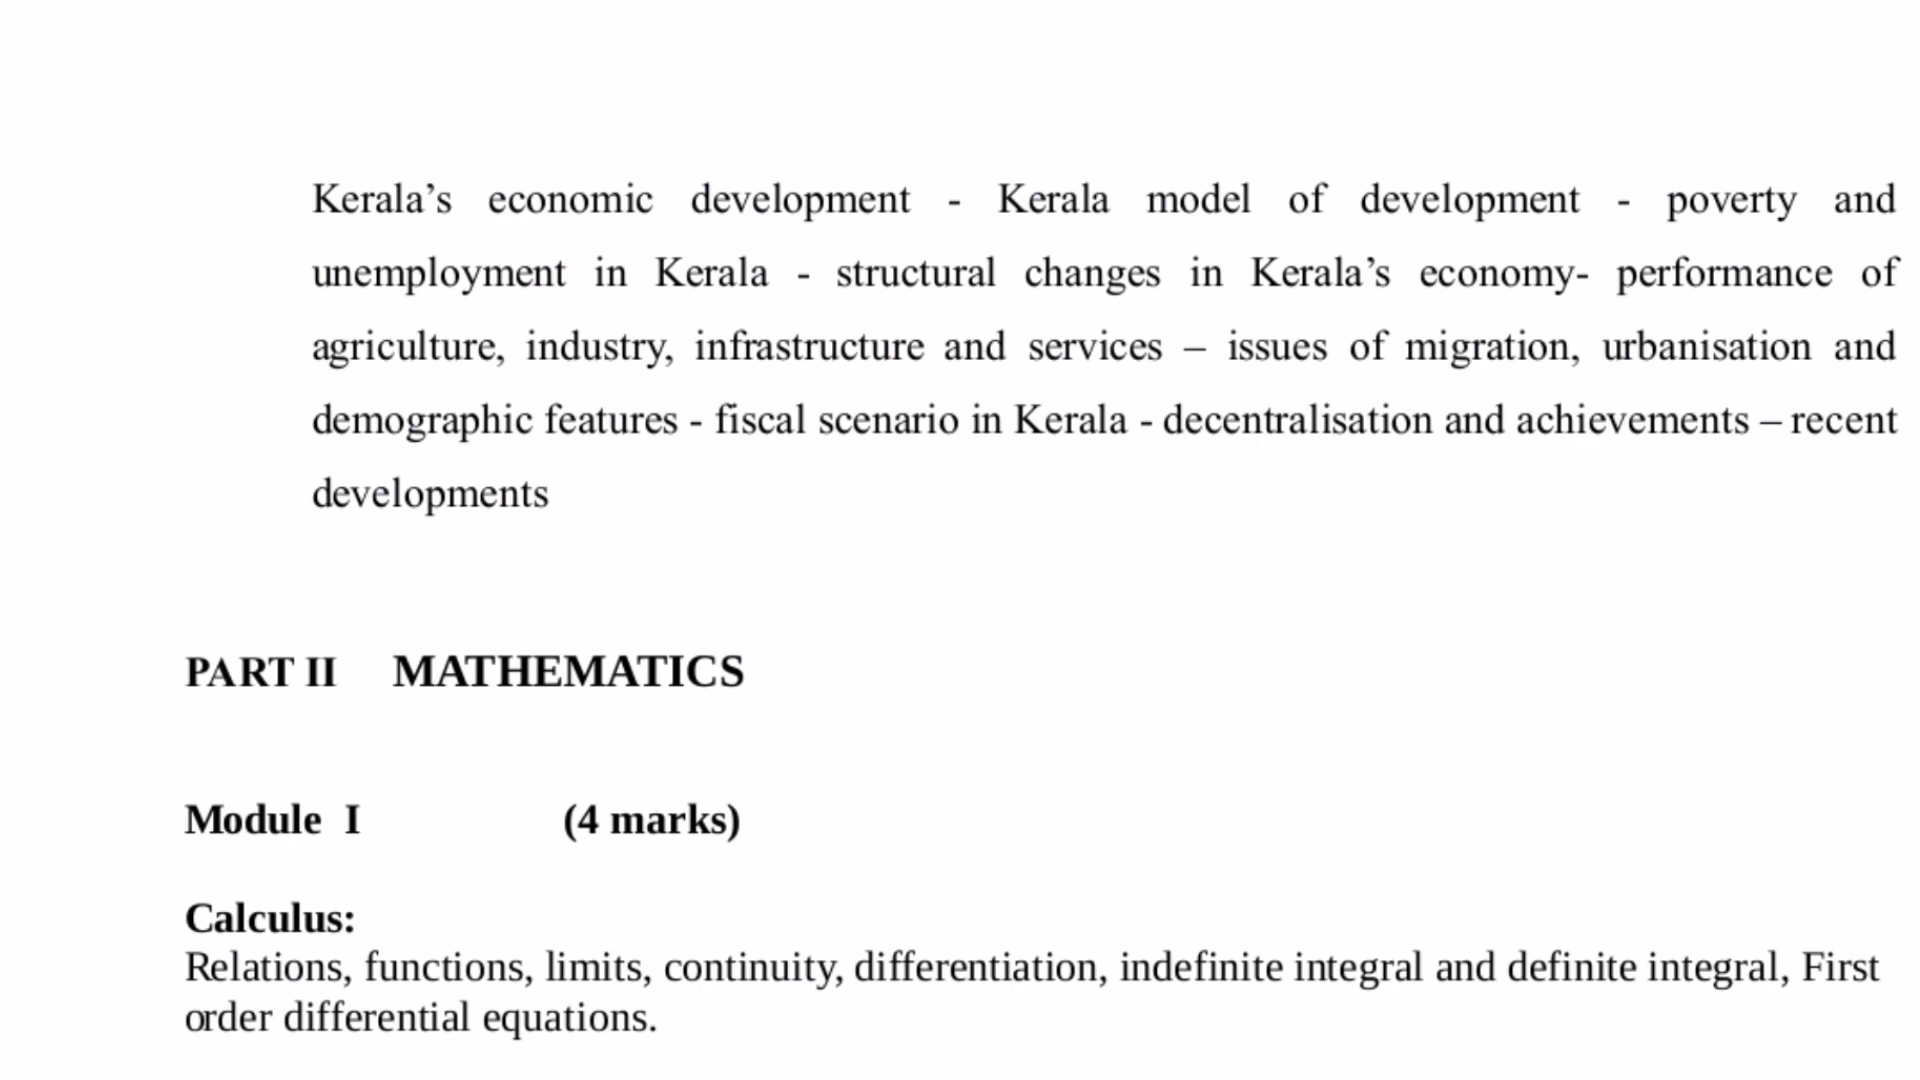 Kerala’s economic development - Kerala model of development - poverty and
unemployment in Kerala - structural changes in Kerala’s economy- performance of
agriculture, industry, infrastructure and services – issues of migration, urbanisation and
demographic features - fiscal scenario in Kerala - decentralisation and achievements – recent
developments
PART II MATHEMATICS
Module I (4 marks)
Calculus:
Relations, functions, limits, continuity, differentiation, indefinite integral and definite integral, First
order differential equations.